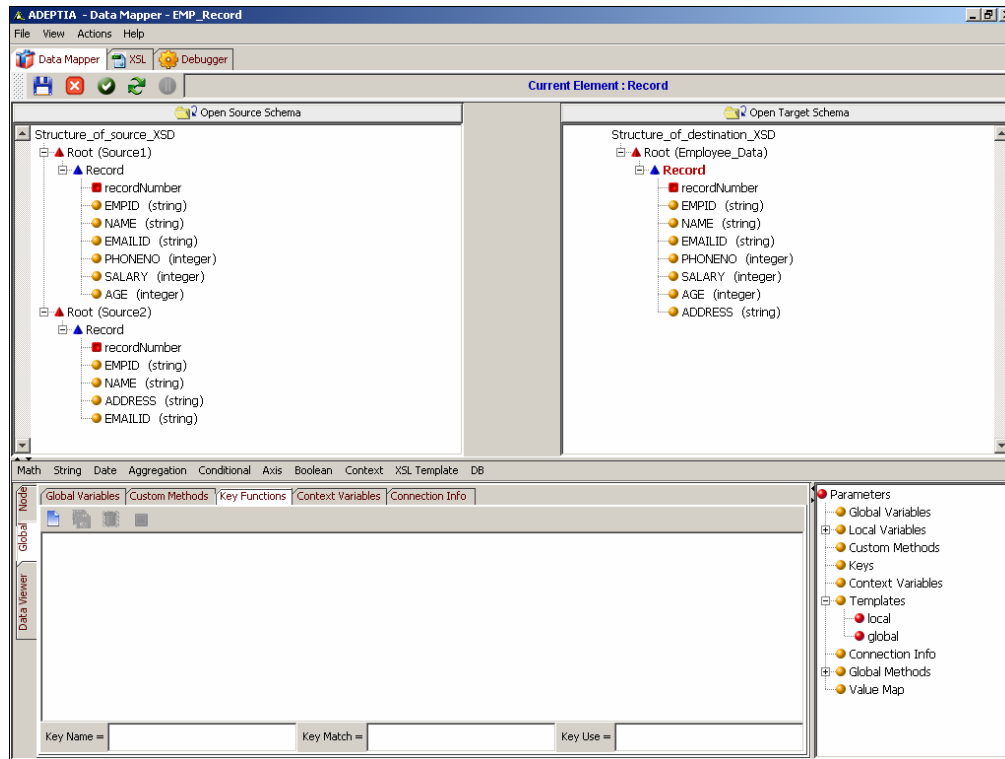 ADEPTIA - Data Mapper - EMP_Record
File View Actions Help
Data Mapper XSL Debugger
Current Element : Record
Open Source Schema
Structure_of_source_XSD
Root (Source1)
Record
recordNumber
EMPID (string)
NAME (string)
EMAILID (string)
PHONENO (integer)
SALARY (integer)
AGE (integer)
Root (Source2)
Record
recordNumber
EMPID (string)
NAME (string)
ADDRESS (string)
EMAILID (string)
Open Target Schema
Structure_of_destination_XSD
Root (Employee_Data)
Record
recordNumber
EMPID (string)
NAME (string)
EMAILID (string)
PHONENO (integer)
SALARY (integer)
AGE (integer)
ADDRESS (string)
Math String Date Aggregation Conditional Axis Boolean Context XSL Template DB
Node
Global
Data Viewer
Global Variables Custom Methods Key Functions Context Variables Connection Info
Key Name = Key Match = Key Use =
Parameters
Global Variables
Local Variables
Custom Methods
Keys
Context Variables
Templates
local
global
Connection Info
Global Methods
Value Map